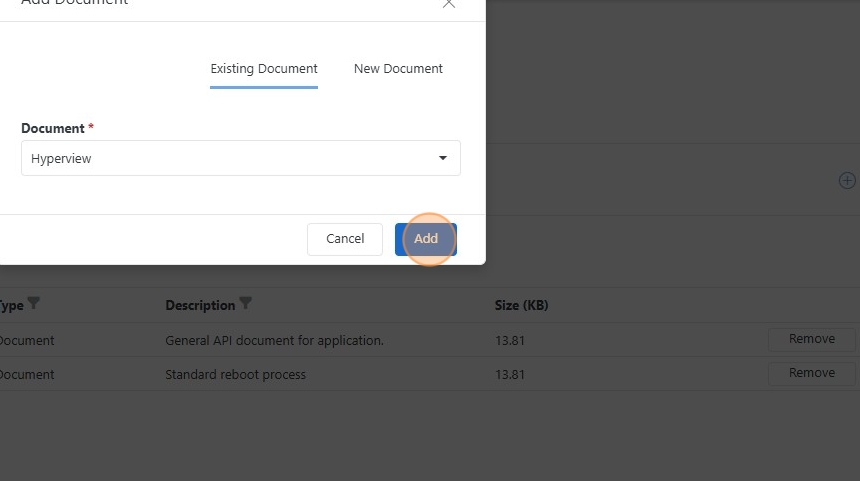 Add Document
Existing Document New Document
Document *
Hyperview
Cancel Add
Type Description Size (KB)
Document General API document for application. 13.81 Remove
Document Standard reboot process 13.81 Remove